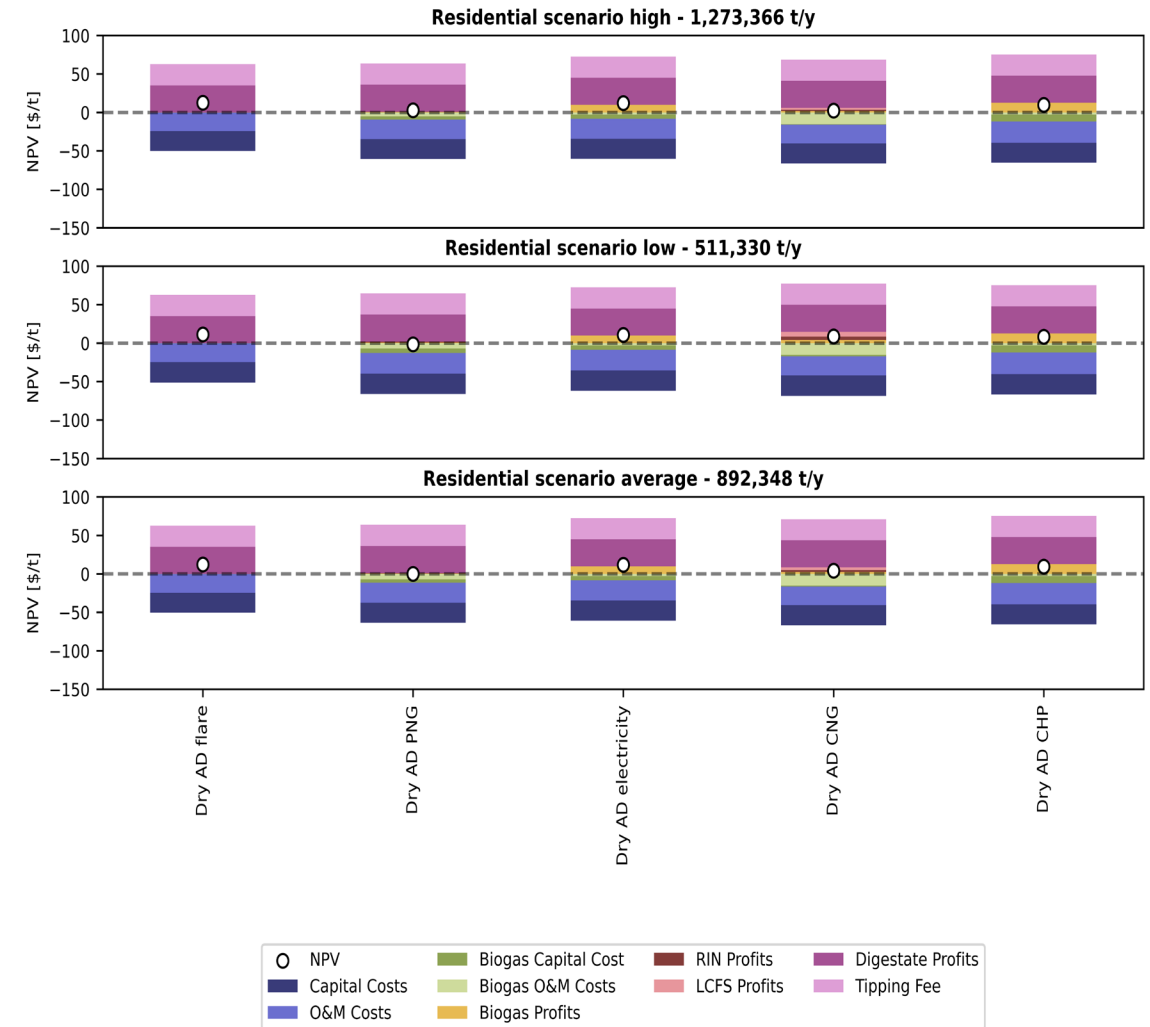 Residential scenario high - 1,273,366 t/y
NPV [$/t]
100
50
0
−50
−100
−150
Residential scenario low - 511,330 t/y
NPV [$/t]
100
50
0
−50
−100
−150
Residential scenario average - 892,348 t/y
NPV [$/t]
100
50
0
−50
−100
−150
Dry AD flare
Dry AD PNG
Dry AD electricity
Dry AD CNG
Dry AD CHP
NPV
Capital Costs
O&M Costs
Biogas Capital Cost
Biogas O&M Costs
Biogas Profits
RIN Profits
LCFS Profits
Digestate Profits
Tipping Fee